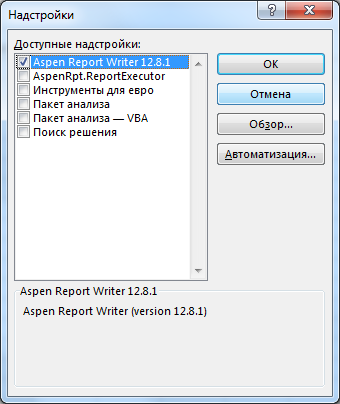 Надстройки
Доступные надстройки:
Aspen Report Writer 12.8.1
AspenRpt.ReportExecutor
Инструменты для евро
Пакет анализа
Пакет анализа — VBA
Поиск решения
ОК
Отмена
Обзор...
Автоматизация...
Aspen Report Writer 12.8.1
Aspen Report Writer (version 12.8.1)